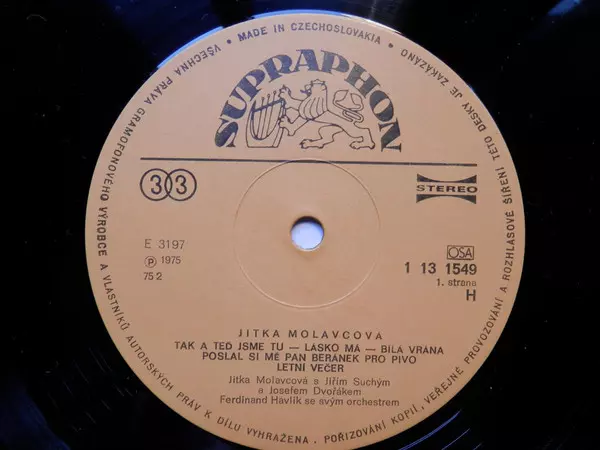 VŠECHNA PRÁVA GRAMOFONOVÉHO VÝROBCE A VLASTNÍKŮ AUTORSKÝCH PRÁV K DÍLU VYHRAŽENA. POŘIZOVÁNÍ KOPIÍ, VEŘEJNÉ PROVOZOVÁNÍ A ROZHLASOVÉ ŠÍŘENÍ TÉTO DESKY JE ZAKÁZÁNO
• MADE IN CZECHOSLOVAKIA •
SUPRAPHON
33
STEREO
E 3197
Ⓟ 1975
75 2
OSA
1 13 1549
1. strana
H
JITKA MOLAVCOVÁ
TAK A TEĎ JSME TU — LÁSKO MÁ — BÍLÁ VRÁNA
POSLAL SI MĚ PAN BERÁNEK PRO PIVO
LETNÍ VEČER
Jitka Molavcová s Jiřím Suchým
a Josefem Dvořákem
Ferdinand Havlík se svým orchestrem